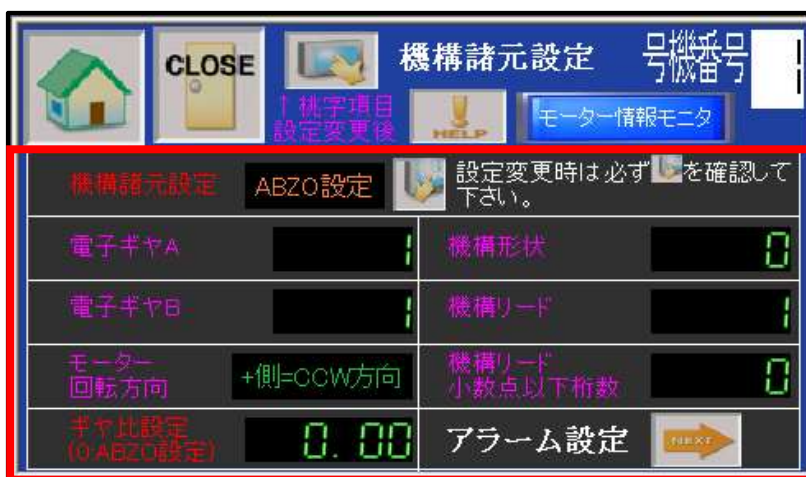 CLOSE
機構諸元設定
号機番号
1
↑桃字項目
設定変更後
HELP
モーター情報モニタ
機構諸元設定
ABZO設定
設定変更時は必ず を確認して
下さい。
電子ギヤA
1
機構形状
0
電子ギヤB
1
機構リード
1
モーター
回転方向
+側=CCW方向
機構リード
小数点以下桁数
0
ギヤ比設定
(0:ABZO設定)
0.00
アラーム設定
NEXT